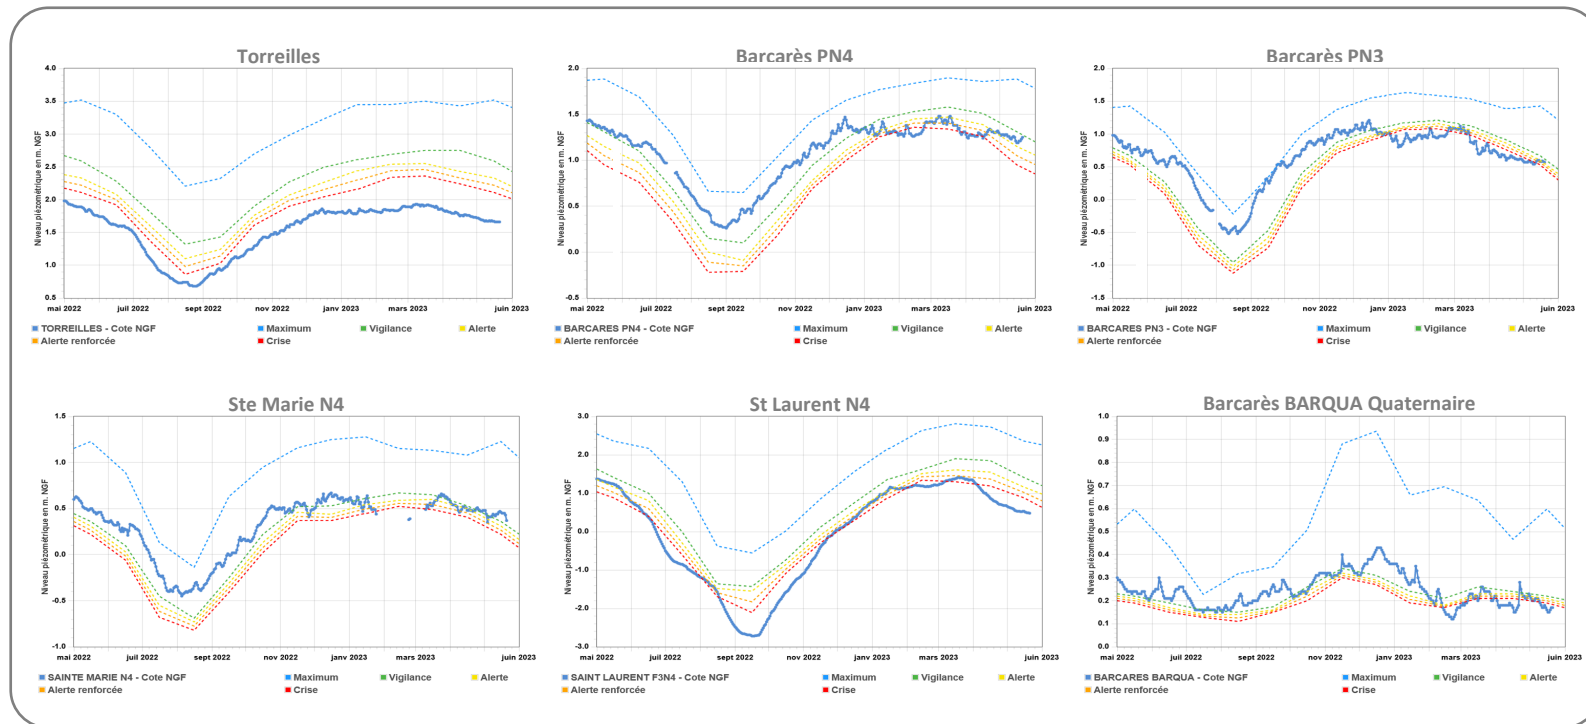 Torreilles
Niveau piézométrique en m. NGF
4.0
3.5
3.0
2.5
2.0
1.5
1.0
0.5
mai 2022 juil 2022 sept 2022 nov 2022 janv 2023 mars 2023 juin 2023
TORREILLES - Cote NGF Maximum Vigilance Alerte
Alerte renforcée Crise
Barcarès PN4
Niveau piézométrique en m. NGF
2.0
1.5
1.0
0.5
0.0
-0.5
mai 2022 juil 2022 sept 2022 nov 2022 janv 2023 mars 2023 juin 2023
BARCARES PN4 - Cote NGF Maximum Vigilance Alerte
Alerte renforcée Crise
Barcarès PN3
Niveau piézométrique en m. NGF
2.0
1.5
1.0
0.5
0.0
-0.5
-1.0
-1.5
mai 2022 juil 2022 sept 2022 nov 2022 janv 2023 mars 2023 juin 2023
BARCARES PN3 - Cote NGF Maximum Vigilance Alerte
Alerte renforcée Crise
Ste Marie N4
Niveau piézométrique en m. NGF
1.5
1.0
0.5
0.0
-0.5
-1.0
mai 2022 juil 2022 sept 2022 nov 2022 janv 2023 mars 2023 juin 2023
SAINTE MARIE N4 - Cote NGF Maximum Vigilance Alerte
Alerte renforcée Crise
St Laurent N4
Niveau piézométrique en m. NGF
3.0
2.0
1.0
0.0
-1.0
-2.0
-3.0
mai 2022 juil 2022 sept 2022 nov 2022 janv 2023 mars 2023 juin 2023
SAINT LAURENT F3N4 - Cote NGF Maximum Vigilance Alerte
Alerte renforcée Crise
Barcarès BARQUA Quaternaire
Niveau piézométrique en m. NGF
1.0
0.9
0.8
0.7
0.6
0.5
0.4
0.3
0.2
0.1
0.0
mai 2022 juil 2022 sept 2022 nov 2022 janv 2023 mars 2023 juin 2023
BARCARES BARQUA - Cote NGF Maximum Vigilance Alerte
Alerte renforcée Crise